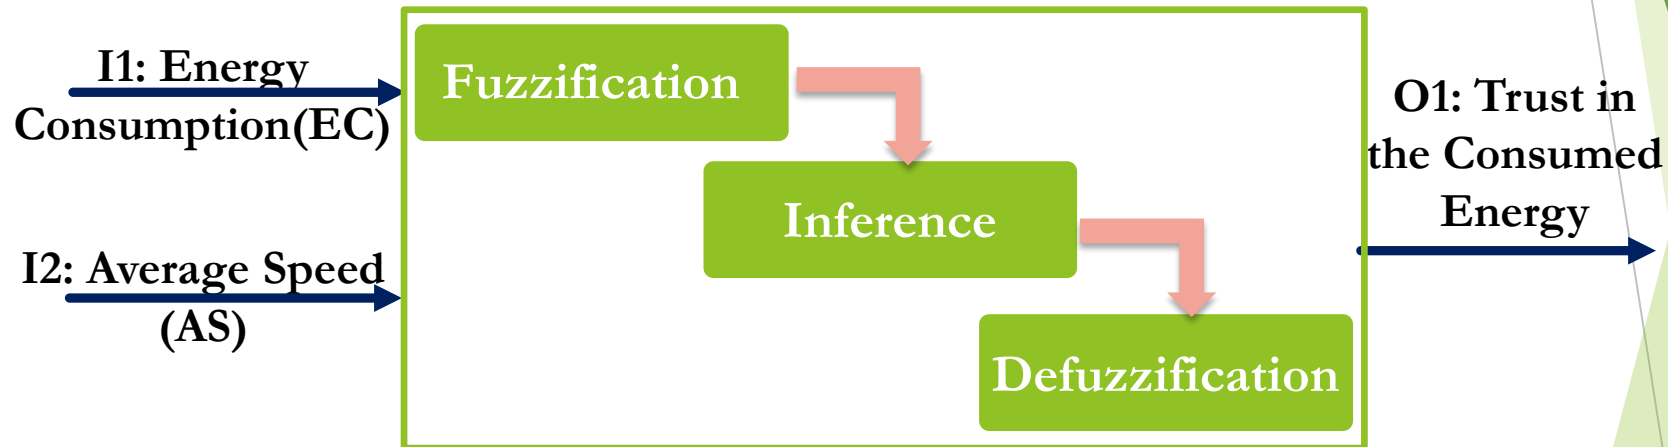 I1: Energy
Consumption(EC)
I2: Average Speed
(AS)
Fuzzification
Inference
Defuzzification
O1: Trust in
the Consumed
Energy